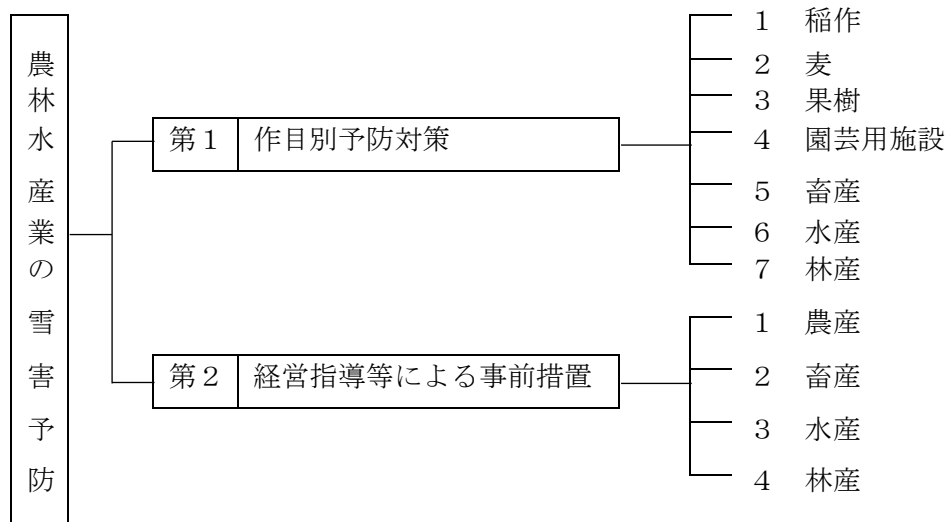 農林水産業の雪害予防
第１ 作目別予防対策
１ 稲作
２ 麦
３ 果樹
４ 園芸用施設
５ 畜産
６ 水産
７ 林産
第２ 経営指導等による事前措置
１ 農産
２ 畜産
３ 水産
４ 林産